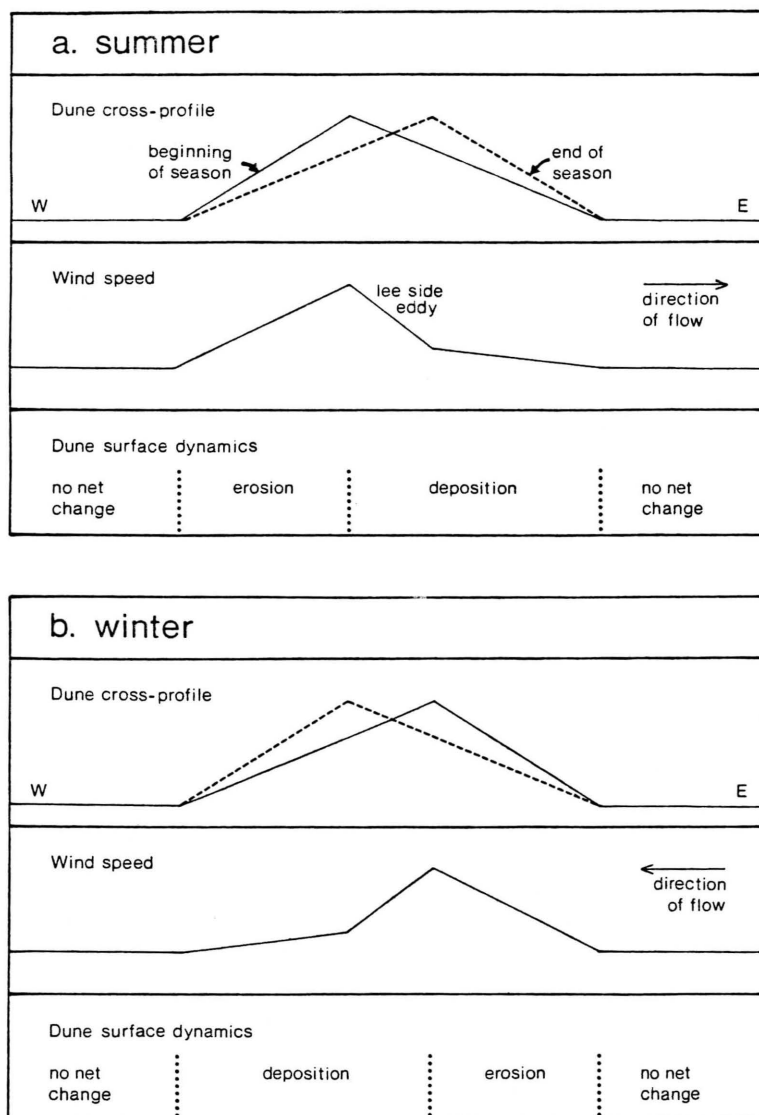 a. summer
Dune cross-profile
beginning
of season
end of
season
W
E
Wind speed
lee side
eddy
direction
of flow
Dune surface dynamics
no net
change
erosion
deposition
no net
change
b. winter
Dune cross-profile
W
E
Wind speed
direction
of flow
Dune surface dynamics
no net
change
deposition
erosion
no net
change